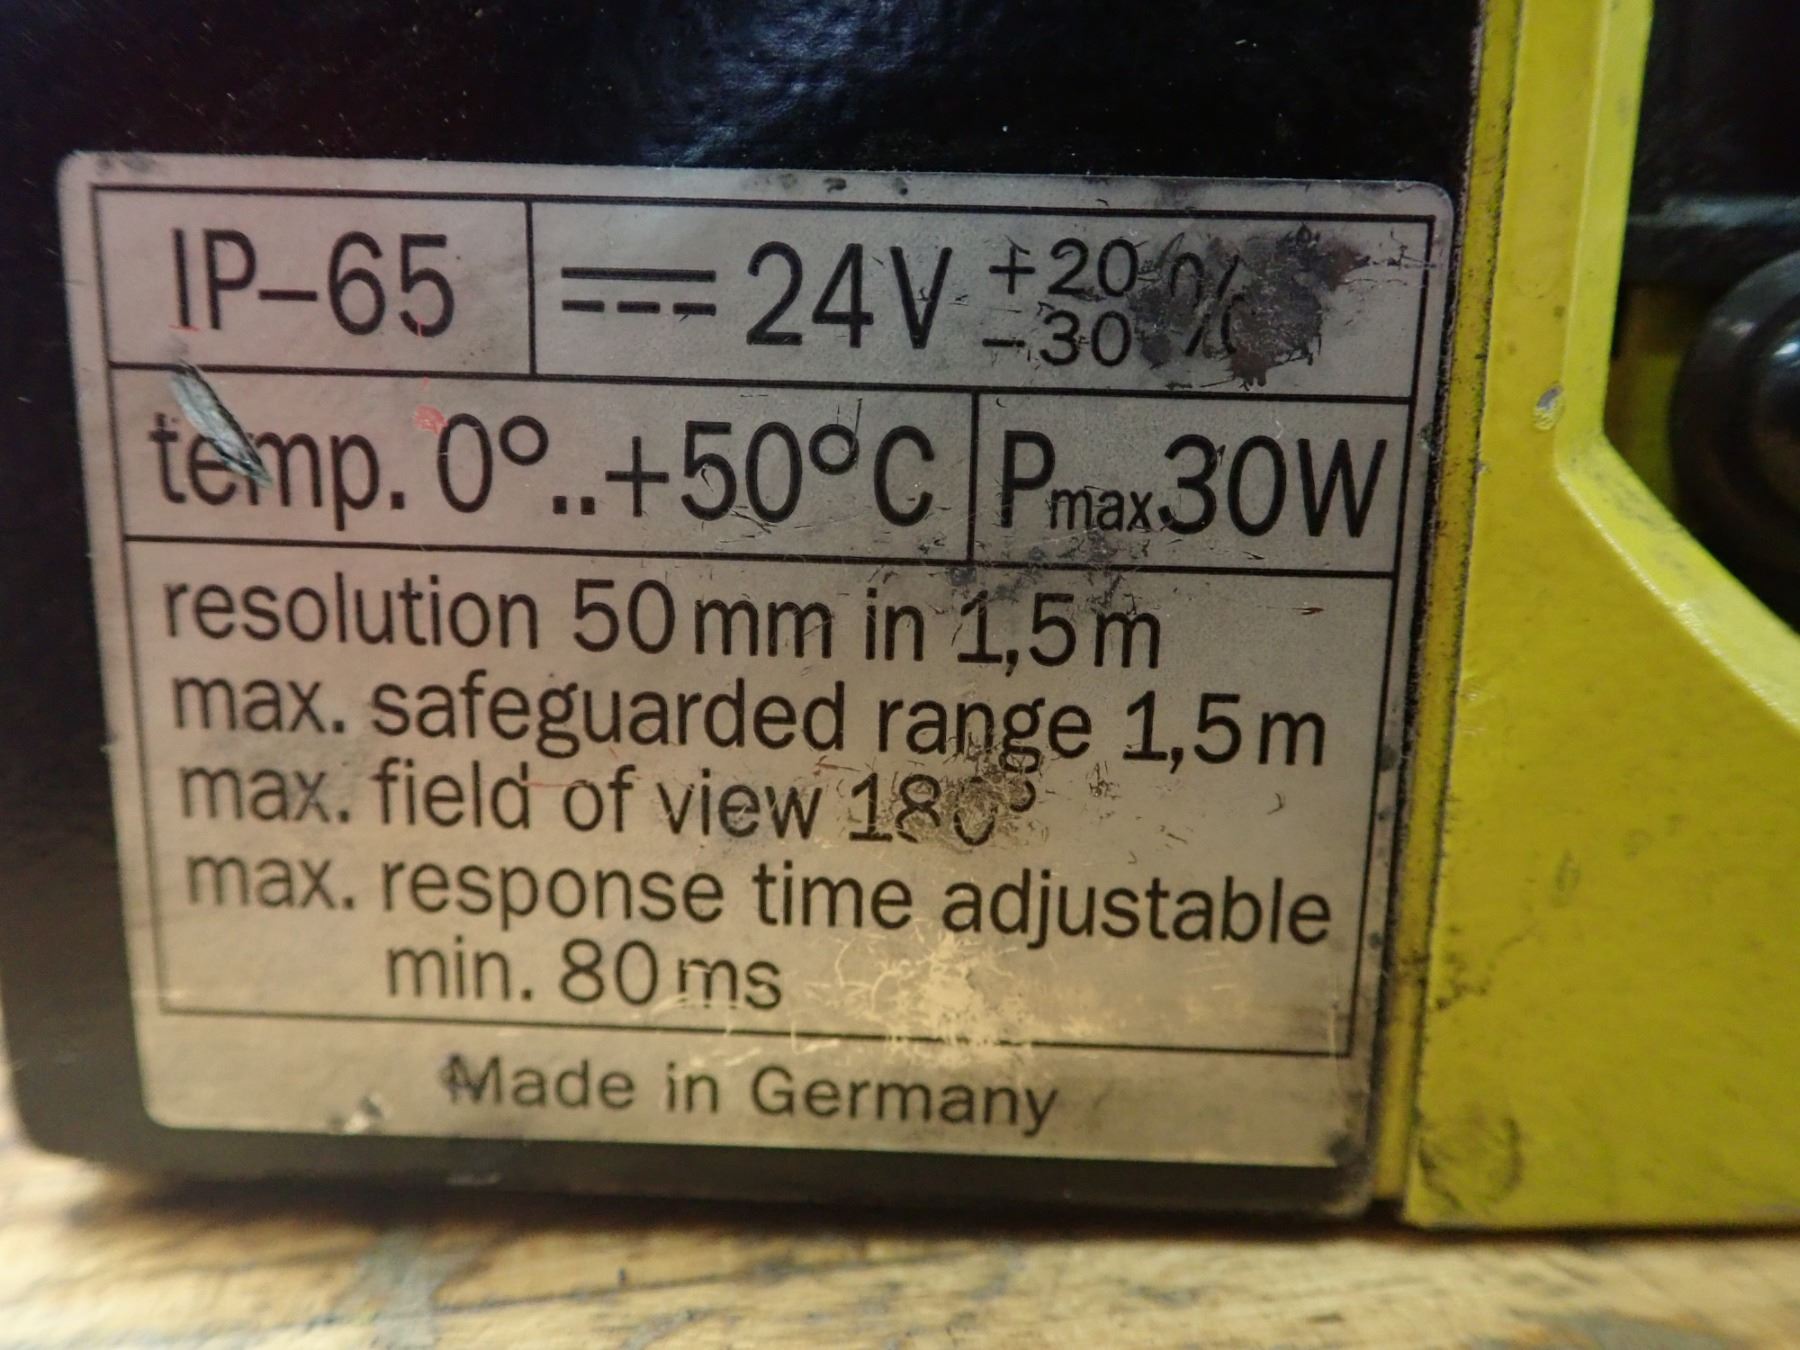 IP-65
⎓ 24V +20 %
-30 %
temp. 0°..+50°C
Pmax 30W
resolution 50mm in 1,5m
max. safeguarded range 1,5m
max. field of view 180°
max. response time adjustable
min. 80ms
Made in Germany